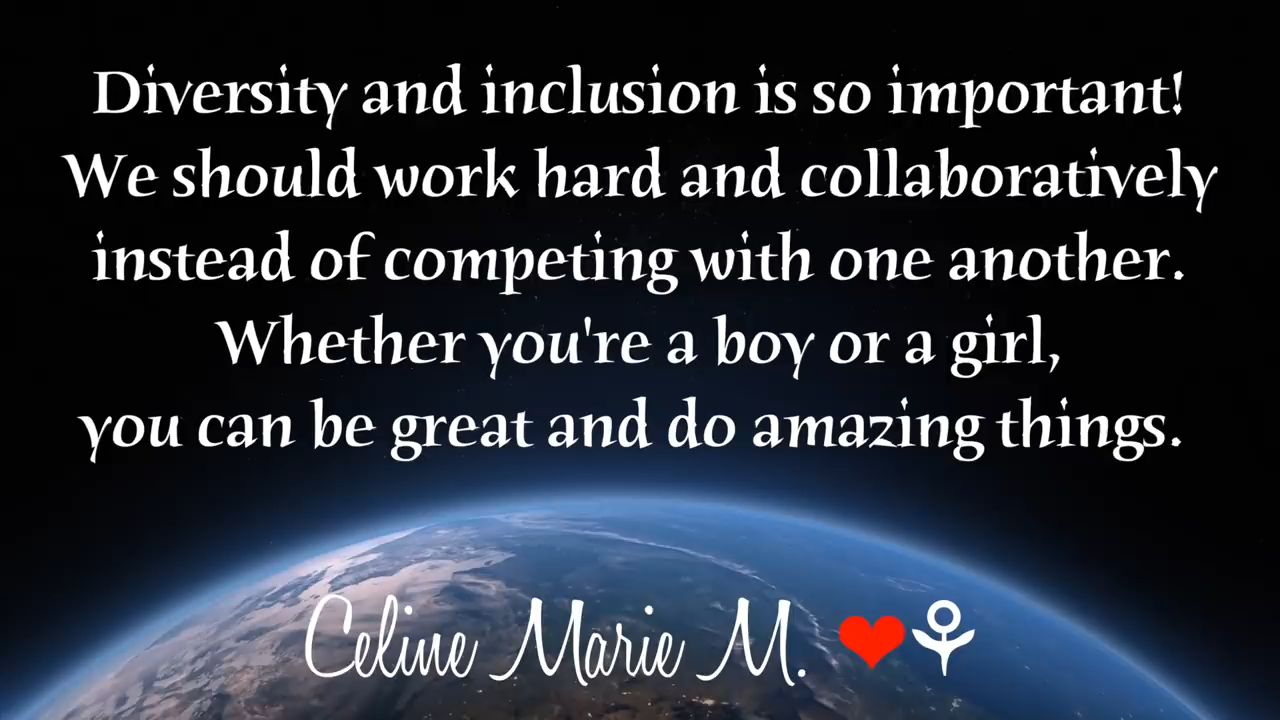 Diversity and inclusion is so important!
We should work hard and collaboratively
instead of competing with one another.
Whether you're a boy or a girl,
you can be great and do amazing things.
Celine Marie M.